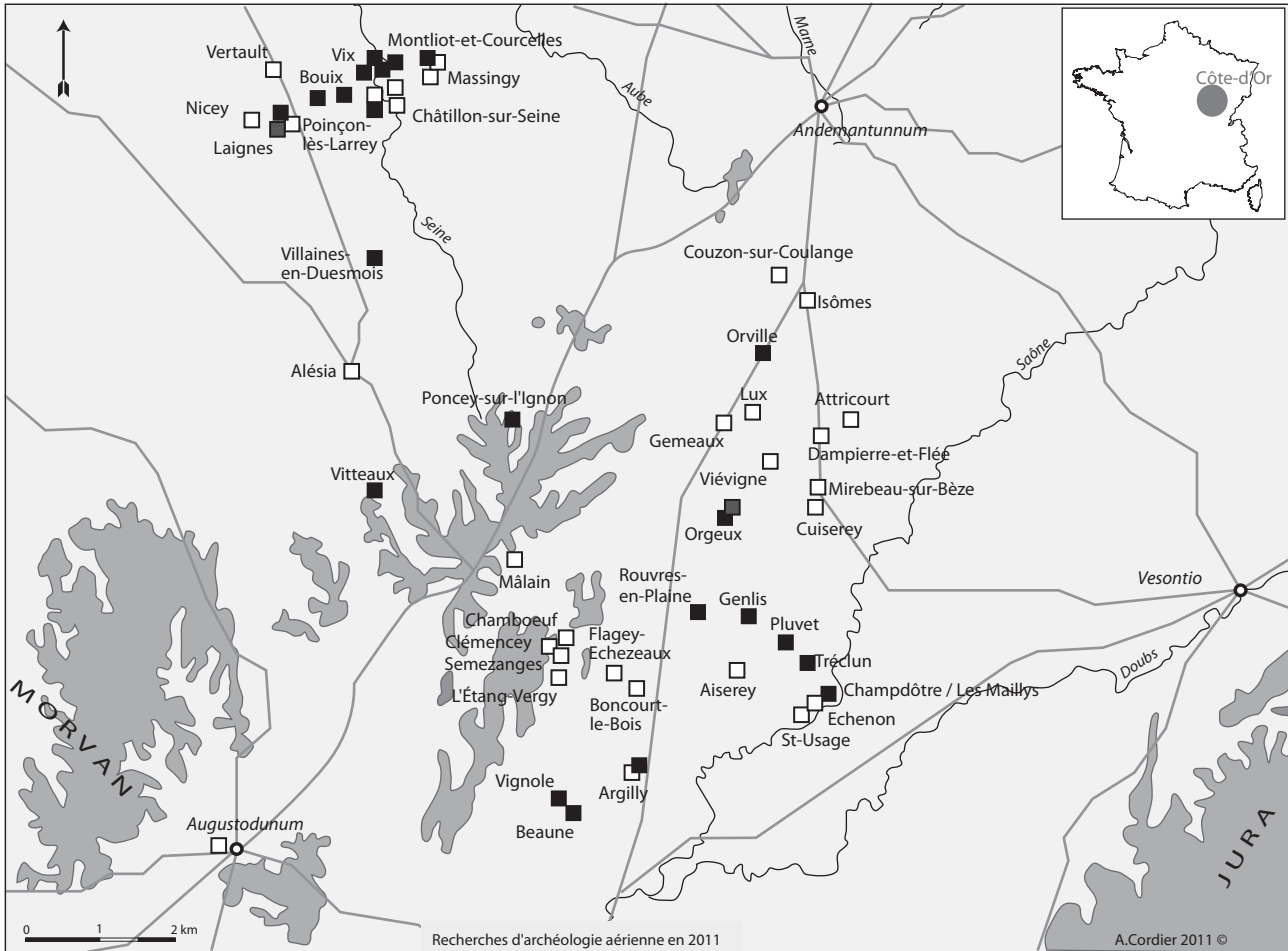 Marne
Côte-d'Or
Montliot-et-Courcelles
Vix
Vertault
Massingy
Bouix
Aube
Nicey
Châtillon-sur-Seine
Poinçon-
lès-Larrey
Andemantunnum
Laignes
Seine
Villaines-
en-Duesmois
Couzon-sur-Coulange
Isômes
Saône
Orville
Alésia
Poncey-sur-l'Ignon
Lux
Attricourt
Gemeaux
Dampierre-et-Flée
Vitteaux
Viévigne
Mirebeau-sur-Bèze
Cuiserey
Orgeux
Mâlain
Rouvres-
en-Plaine
Vesontio
Genlis
Chamboeuf
Clémencey
Semezanges
L'Étang-Vergy
Flagey-
Echezeaux
Pluvet
Tréclun
Doubs
Aiserey
Champdôtre / Les Maillys
Boncourt-
le-Bois
Echenon
St-Usage
MORVAN
Vignole
Argilly
Beaune
Augustodunum
JURA
0 1 2 km
Recherches d'archéologie aérienne en 2011
A.Cordier 2011 ©